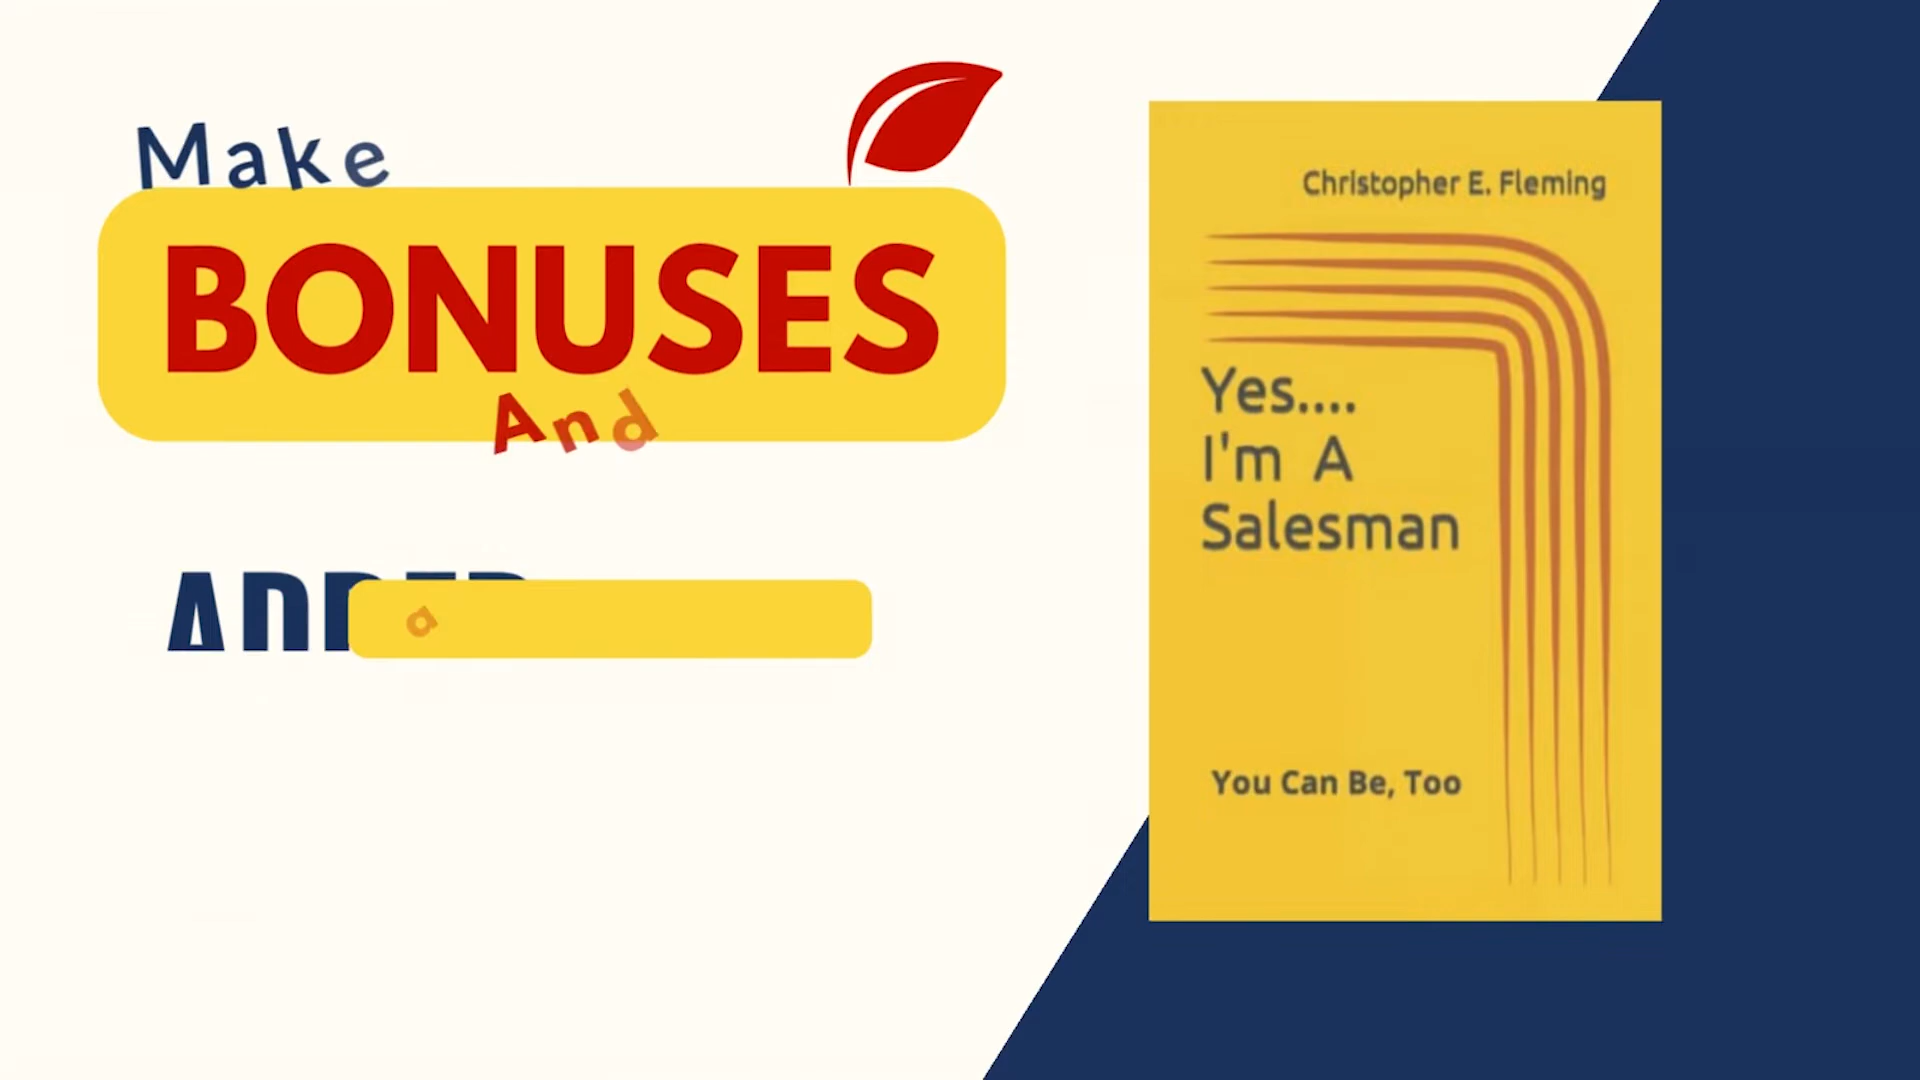 Make
BONUSES
And
Christopher E. Fleming
Yes....
I'm A
Salesman
You Can Be, Too